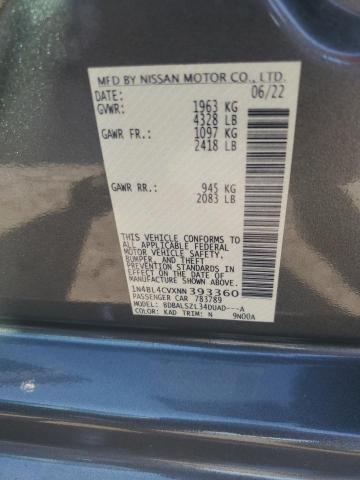 MFD BY NISSAN MOTOR CO., LTD.
DATE: 06/22
GVWR: 1963 KG
4328 LB
GAWR FR: 1097 KG
2418 LB
GAWR RR: 945 KG
2083 LB
THIS VEHICLE CONFORMS TO
ALL APPLICABLE FEDERAL
MOTOR VEHICLE SAFETY,
BUMPER, AND THEFT
PREVENTION STANDARDS
IN EFFECT ON THE DATE OF
MANUFACTURE SHOWN ABOVE.
1N4BL4CVXNN393360
PASSENGER CAR 783789
MODEL: BDBALSZL34DUAD---A
COLOR: KAD TRIM: N 9N00A